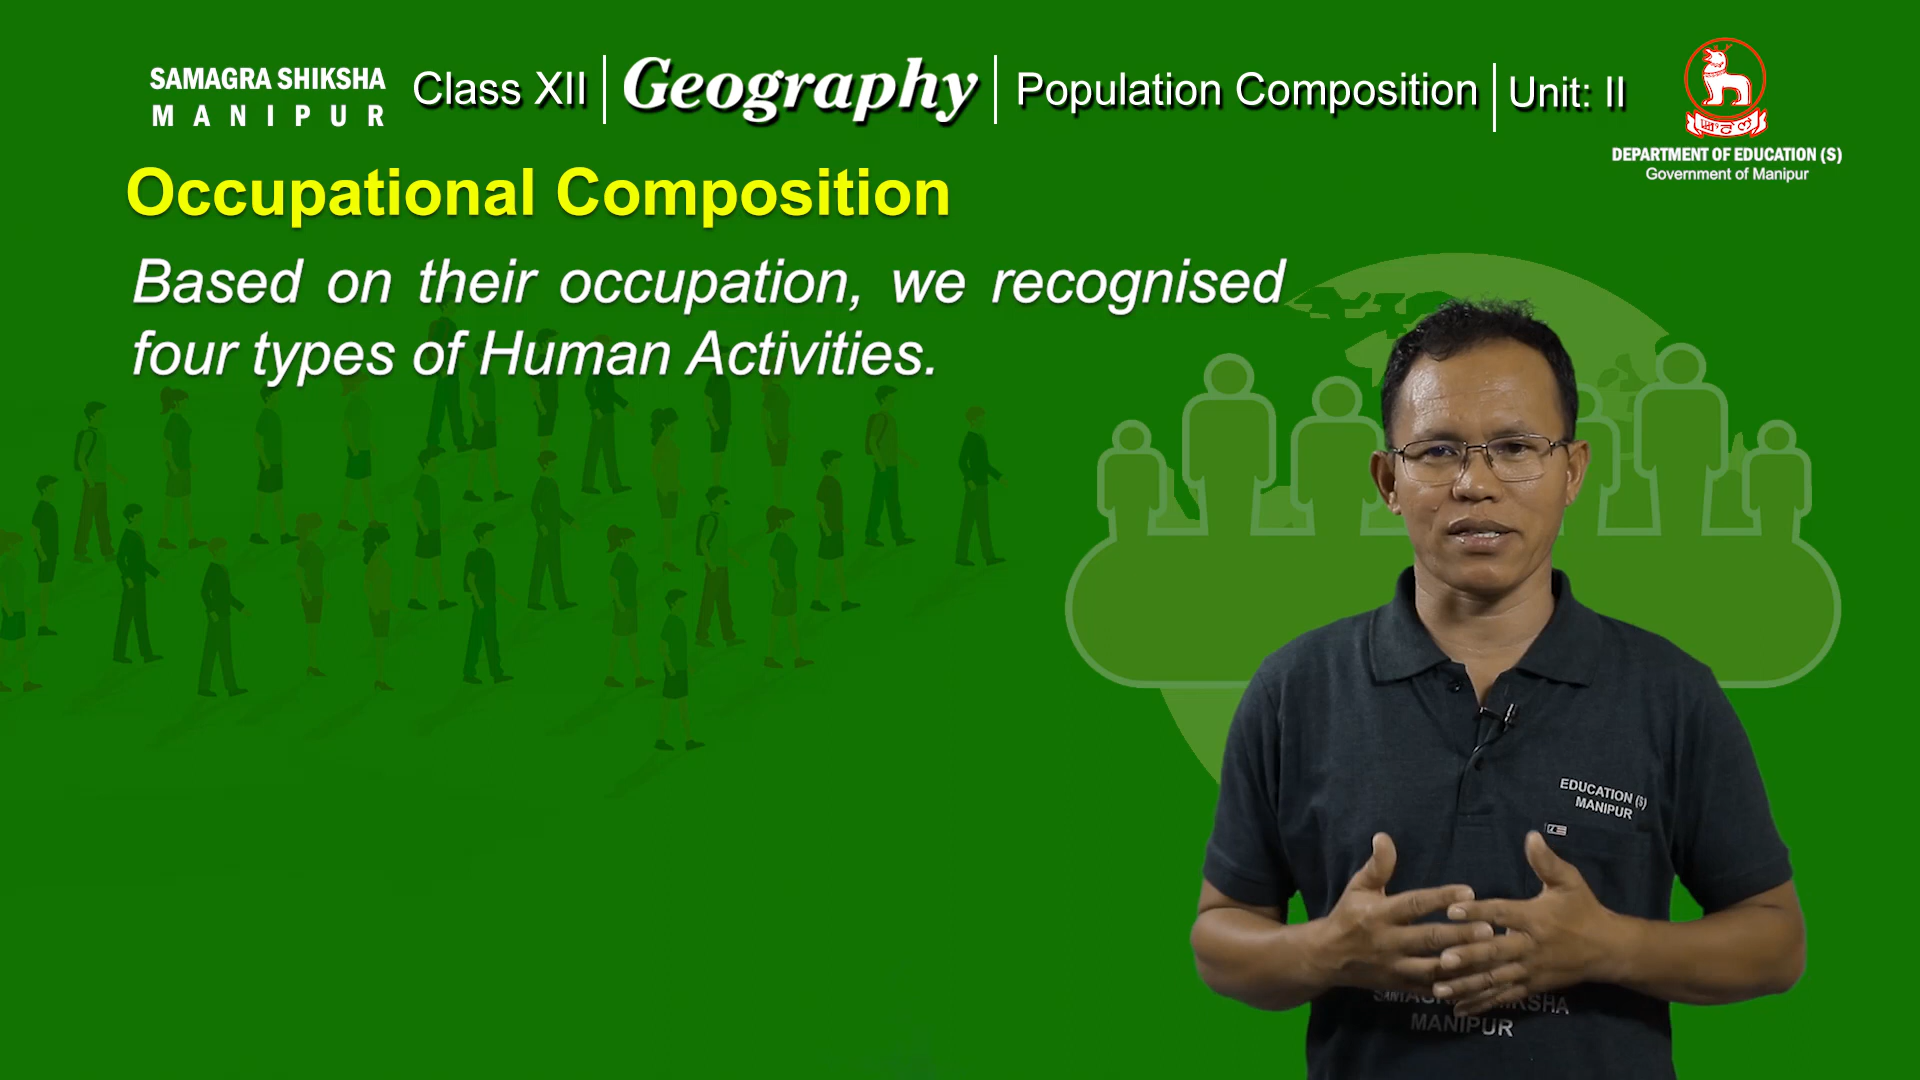 SAMAGRA SHIKSHA
MANIPUR
Class XII
Geography
Population Composition
Unit: II
DEPARTMENT OF EDUCATION (S)
Government of Manipur
Occupational Composition
Based on their occupation, we recognised
four types of Human Activities.
EDUCATION (S)
MANIPUR
SHIKSHA
MANIPUR